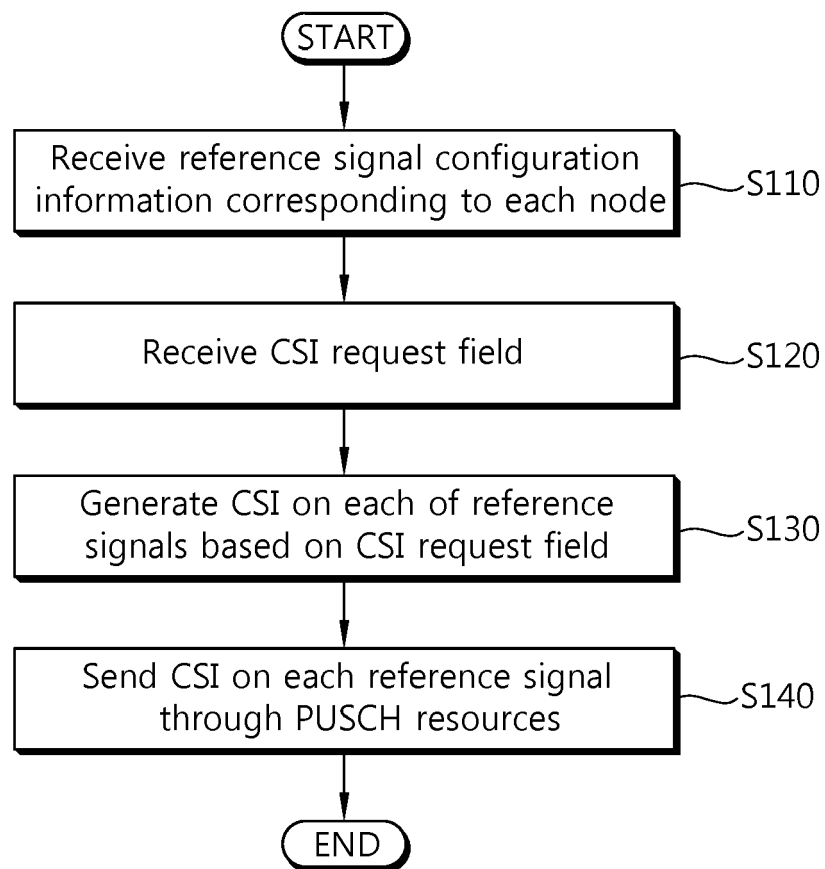 START
Receive reference signal configuration
information corresponding to each node
S110
Receive CSI request field
S120
Generate CSI on each of reference
signals based on CSI request field
S130
Send CSI on each reference signal
through PUSCH resources
S140
END